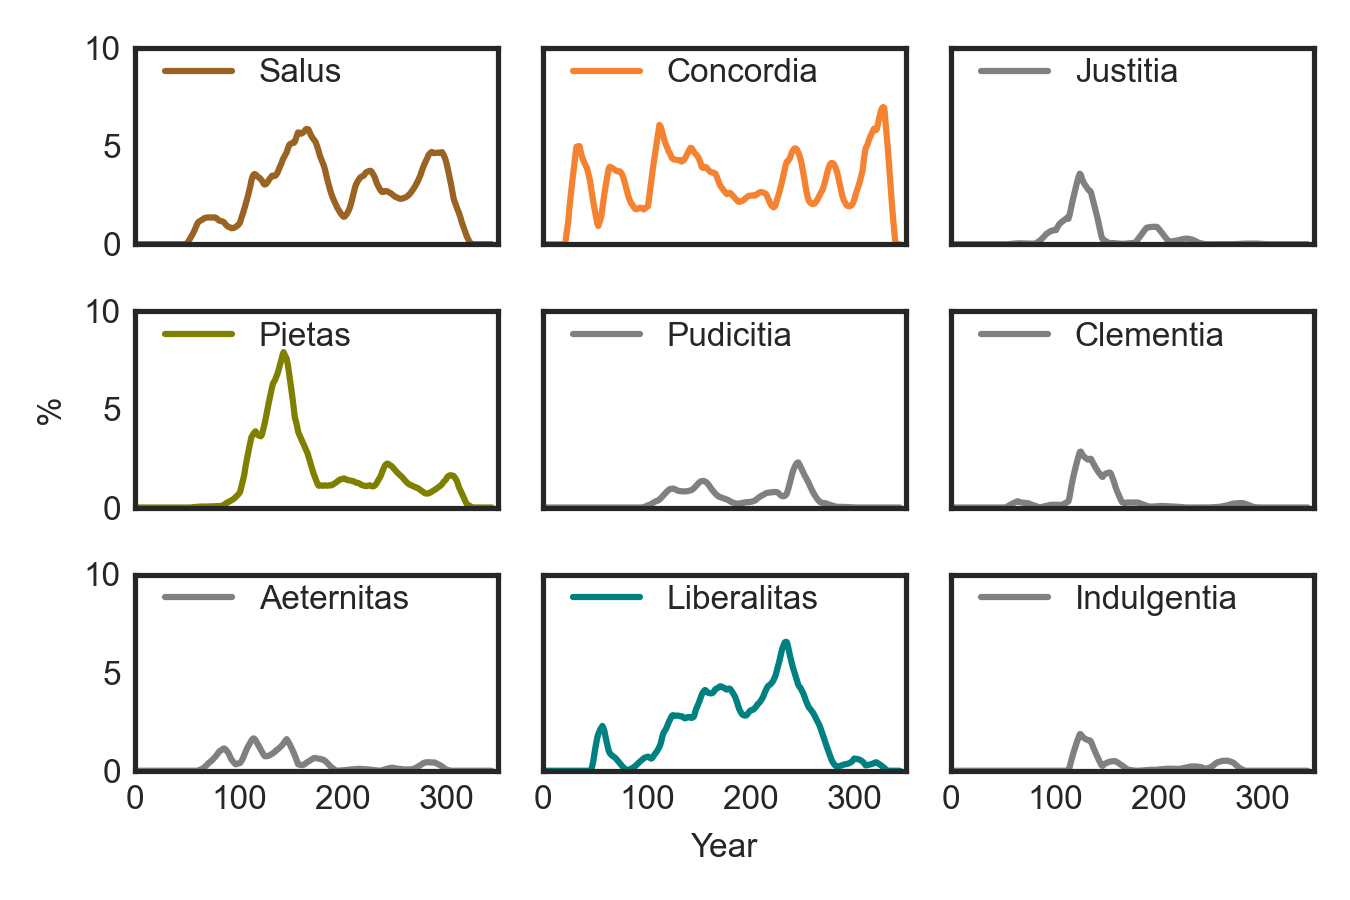 10 Salus Concordia Justitia
5
0
10 Pietas Pudicitia Clementia
5
%
0
10 Aeternitas Liberalitas Indulgentia
5
0
0 100 200 300 0 100 200 300 0 100 200 300
Year